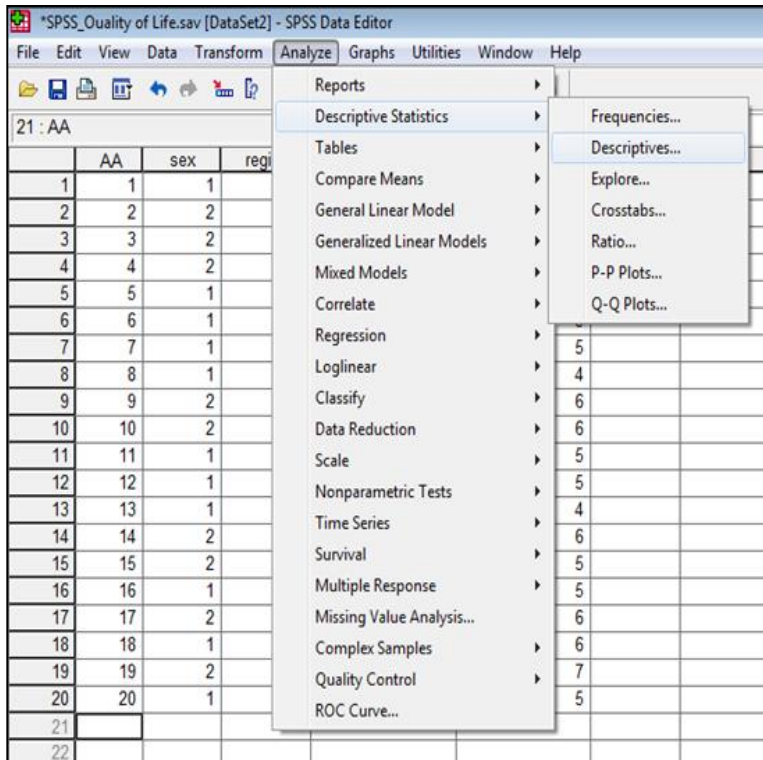 *SPSS_Ouality of Life.sav [DataSet2] - SPSS Data Editor
File Edit View Data Transform Analyze Graphs Utilities Window Help
Reports
Descriptive Statistics
Tables
Compare Means
General Linear Model
Generalized Linear Models
Mixed Models
Correlate
Regression
Loglinear
Classify
Data Reduction
Scale
Nonparametric Tests
Time Series
Survival
Multiple Response
Missing Value Analysis...
Complex Samples
Quality Control
ROC Curve...
Frequencies...
Descriptives...
Explore...
Crosstabs...
Ratio...
P-P Plots...
Q-Q Plots...
21 : AA
AA sex regi
1 1 1
2 2 2
3 3 2
4 4 2
5 5 1
6 6 1
7 7 1 5
8 8 1 4
9 9 2 6
10 10 2 6
11 11 1 5
12 12 1 5
13 13 1 4
14 14 2 6
15 15 2 5
16 16 1 5
17 17 2 6
18 18 1 6
19 19 2 7
20 20 1 5
21
22